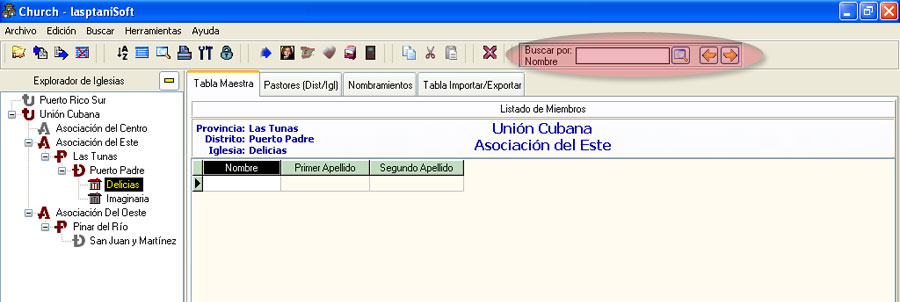 Church - lasptaniSoft
Archivo Edición Buscar Herramientas Ayuda
Buscar por:
Nombre
Explorador de Iglesias
Tabla Maestra Pastores (Dist/Igl) Nombramientos Tabla Importar/Exportar
Puerto Rico Sur
Unión Cubana
Asociación del Centro
Asociación del Este
Las Tunas
Puerto Padre
Delicias
Imaginaria
Asociación Del Oeste
Pinar del Río
San Juan y Martínez
Listado de Miembros
Provincia: Las Tunas
Distrito: Puerto Padre
Iglesia: Delicias
Unión Cubana
Asociación del Este
Nombre Primer Apellido Segundo Apellido